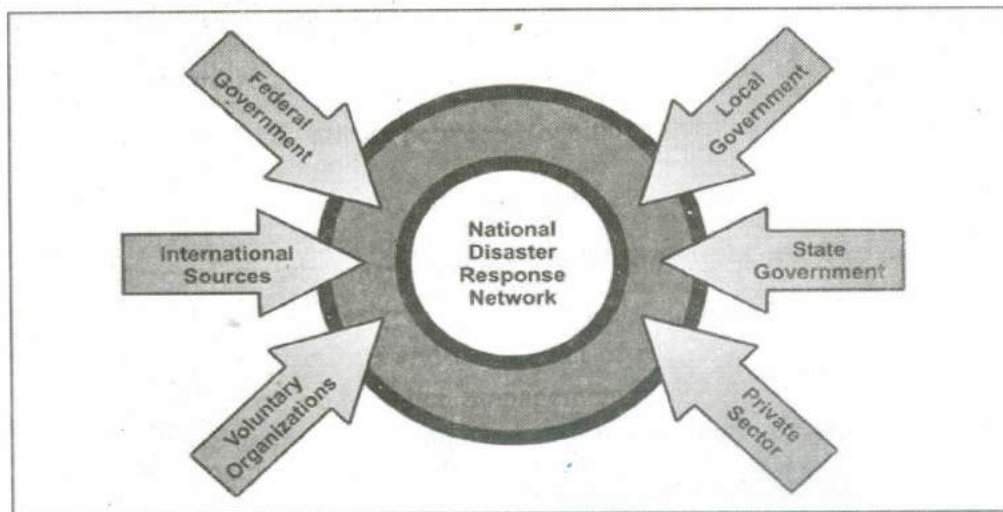 Federal
Government
Local
Government
International
Sources
National
Disaster
Response
Network
State
Government
Voluntary
Organizations
Private
Sector